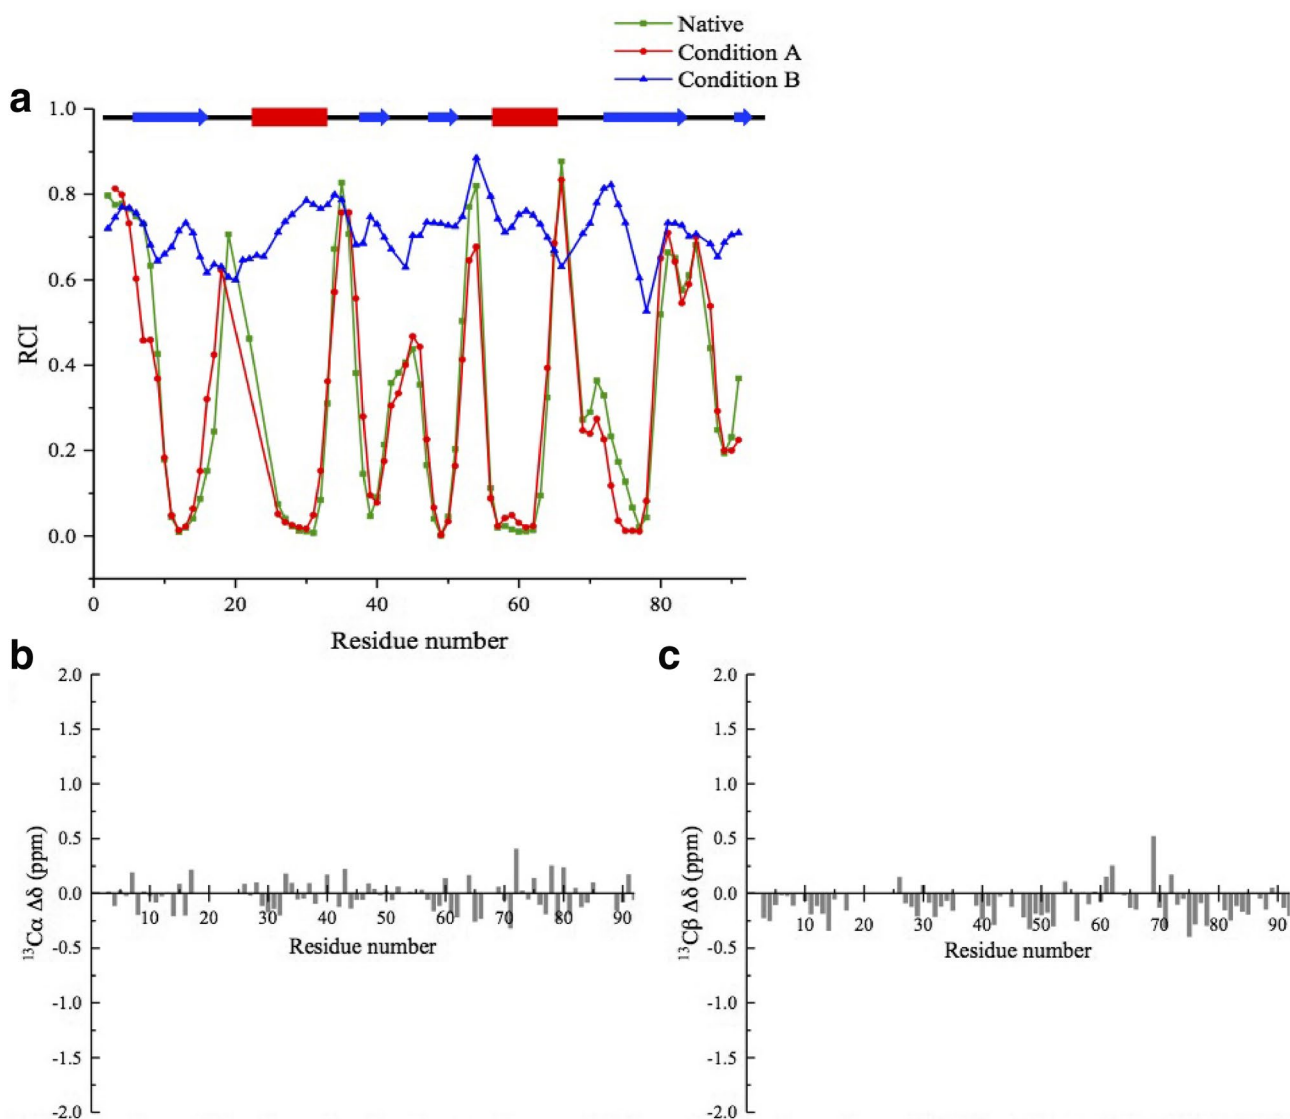 Native
Condition A
Condition B
a
1.0
0.8
0.6
0.4
0.2
0.0
RCI
0 20 40 60 80
Residue number
b
2.0
1.5
1.0
0.5
0.0
-0.5
-1.0
-1.5
-2.0
¹³Cα Δδ (ppm)
10 20 30 40 50 60 70 80 90
Residue number
c
2.0
1.5
1.0
0.5
0.0
-0.5
-1.0
-1.5
-2.0
¹³Cβ Δδ (ppm)
10 20 30 40 50 60 70 80 90
Residue number